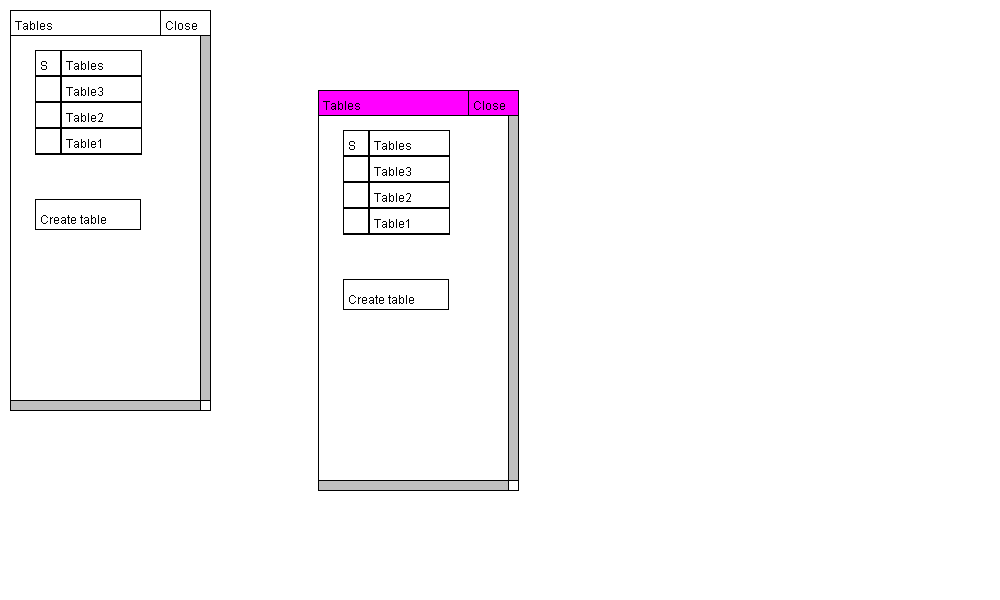 Tables Close
S Tables
Table3
Table2
Table1
Create table
Tables Close
S Tables
Table3
Table2
Table1
Create table